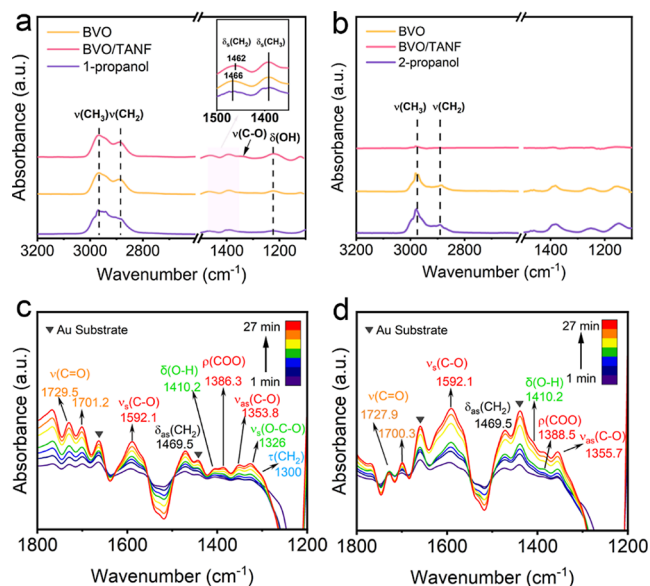 a
BVO
BVO/TANF
1-propanol
δs(CH2) δs(CH3)
1462
1466
1500 1400
ν(CH3) ν(CH2)
ν(C-O)
δ(OH)
Absorbance (a.u.)
3200 3000 2800 2600 1400 1200
Wavenumber (cm-1)
b
BVO
BVO/TANF
2-propanol
ν(CH3) ν(CH2)
Absorbance (a.u.)
3200 3000 2800 2600 1400 1200
Wavenumber (cm-1)
c
Au Substrate
27 min
1 min
ν(C=O)
1729.5
1701.2
νs(C-O)
1592.1
δas(CH2)
1469.5
δ(O-H)
1410.2
ρ(COO)
1386.3
νas(C-O)
1353.8
νs(O-C-O)
1326
τ(CH2)
1300
Absorbance (a.u.)
1800 1600 1400 1200
Wavenumber (cm-1)
d
Au Substrate
27 min
1 min
ν(C=O)
1727.9
1700.3
νs(C-O)
1592.1
δas(CH2)
1469.5
δ(O-H)
1410.2
ρ(COO)
1388.5
νas(C-O)
1355.7
Absorbance (a.u.)
1800 1600 1400 1200
Wavenumber (cm-1)